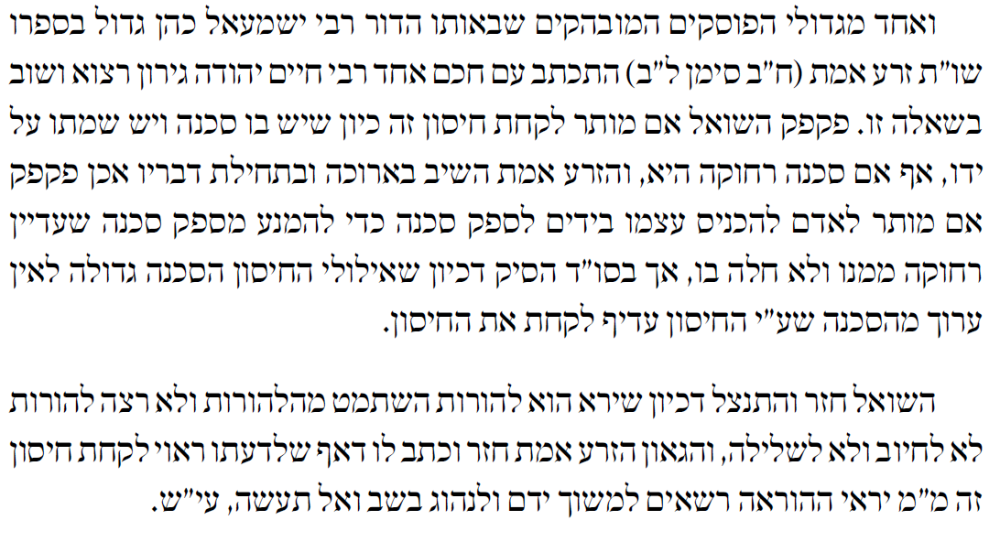 ואחד מגדולי הפוסקים המובהקים שבאותו הדור רבי ישמעאל כהן גדול בספרו
שו"ת זרע אמת (ח"ב סימן ל"ב) התכתב עם חכם אחד רבי חיים יהודה גירון רצוא ושוב
בשאלה זו. פקפק השואל אם מותר לקחת חיסון זה כיון שיש בו סכנה ויש שמתו על
ידו, אף אם סכנה רחוקה היא, והזרע אמת השיב בארוכה ובתחילת דבריו אכן פקפק
אם מותר לאדם להכניס עצמו בידים לספק סכנה כדי להמנע מספק סכנה שעדיין
רחוקה ממנו ולא חלה בו, אך בסו"ד הסיק דכיון שאילולי החיסון הסכנה גדולה לאין
ערוך מהסכנה שע"י החיסון עדיף לקחת את החיסון.
השואל חזר והתנצל דכיון שירא הוא להורות השתמט מהלהורות ולא רצה להורות
לא לחיוב ולא לשלילה, והגאון הזרע אמת חזר וכתב לו דאף שלדעתו ראוי לקחת חיסון
זה מ"מ יראי ההוראה רשאים למשוך ידם ולנהוג בשב ואל תעשה, עי"ש.